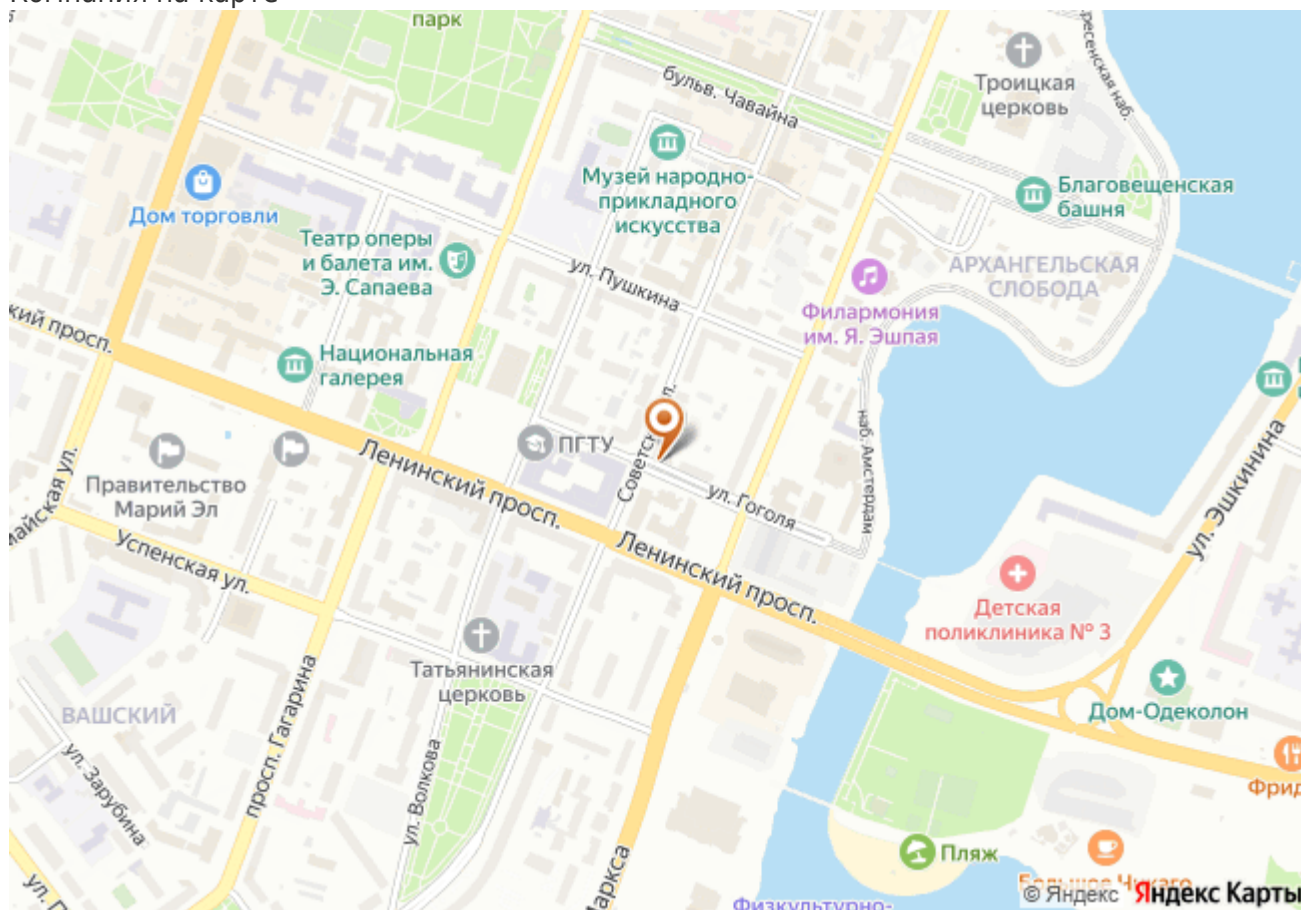 парк
бульв. Чавайна
Троицкая
церковь
Музей народно-
прикладного
искусства
Благовещенская
башня
Дом торговли
Театр оперы
и балета им.
Э. Сапаева
ул. Пушкина
АРХАНГЕЛЬСКАЯ
СЛОБОДА
Филармония
им. Я. Эшпая
кий просп.
Национальная
галерея
ПГТУ
наб. Амстердам
ул. Эшкинина
Правительство
Марий Эл
Ленинский просп.
ул. Гоголя
Успенская ул.
Ленинский просп.
Детская
поликлиника № 3
Татьянинская
церковь
Дом-Одеколон
ВАШСКИЙ
просп. Гагарина
ул. Зарубина
ул. Волкова
Фрид
Пляж
© Яндекс Яндекс Карты